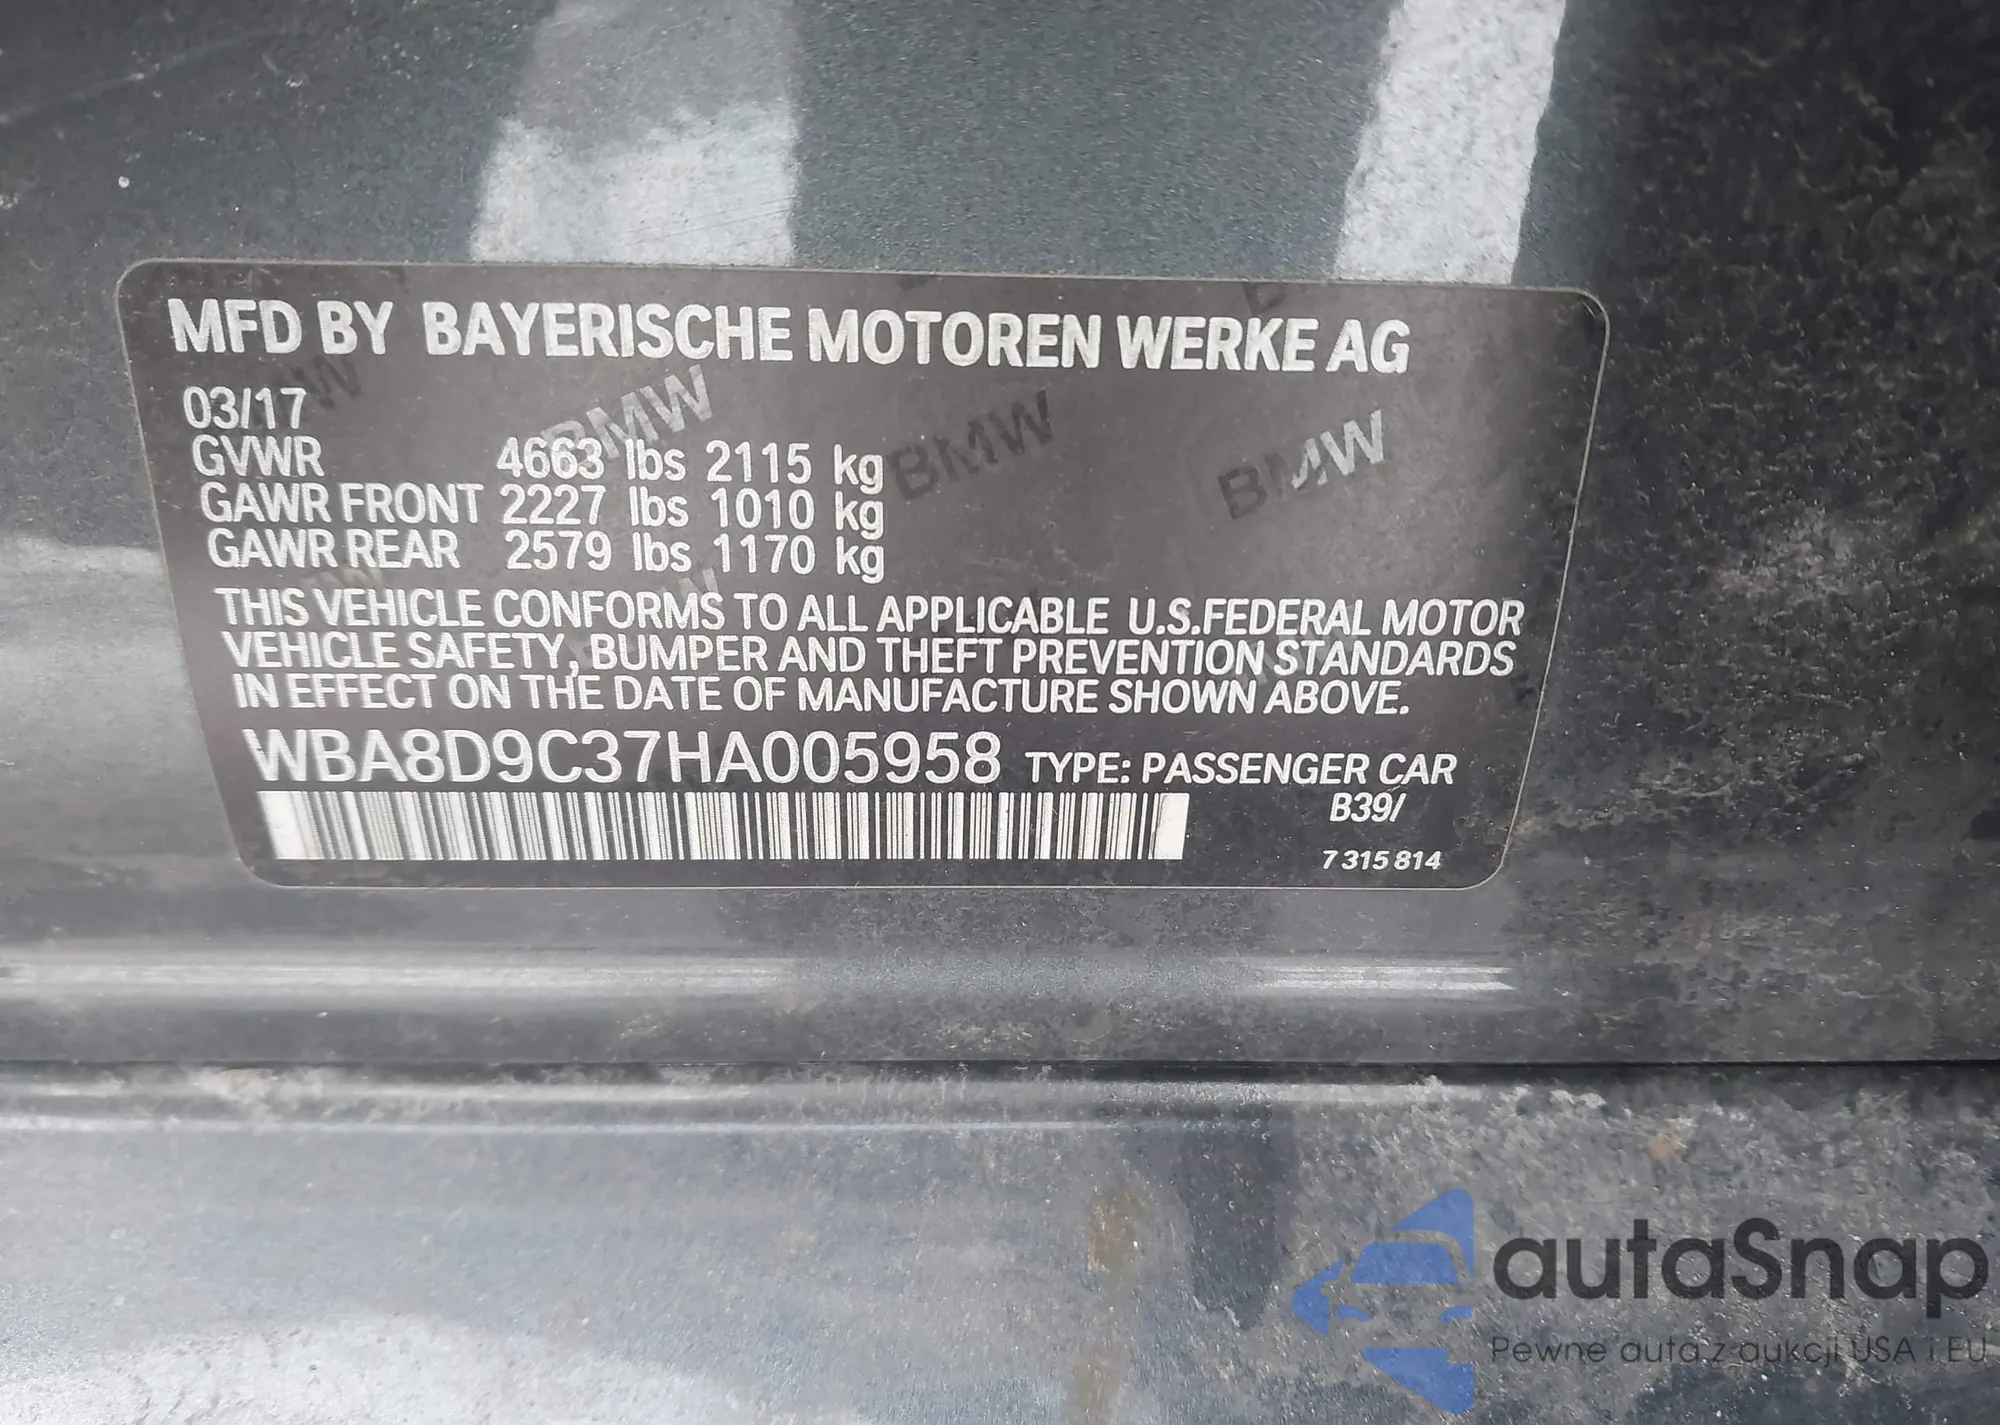 MFD BY BAYERISCHE MOTOREN WERKE AG
03/17
GVWR 4663 lbs 2115 kg
GAWR FRONT 2227 lbs 1010 kg
GAWR REAR 2579 lbs 1170 kg
THIS VEHICLE CONFORMS TO ALL APPLICABLE U.S.FEDERAL MOTOR
VEHICLE SAFETY, BUMPER AND THEFT PREVENTION STANDARDS
IN EFFECT ON THE DATE OF MANUFACTURE SHOWN ABOVE.
WBA8D9C37HA005958 TYPE: PASSENGER CAR
B39/
7 315 814
BMW BMW BMW
autaSnap
Pewne auta z aukcji USA i EU